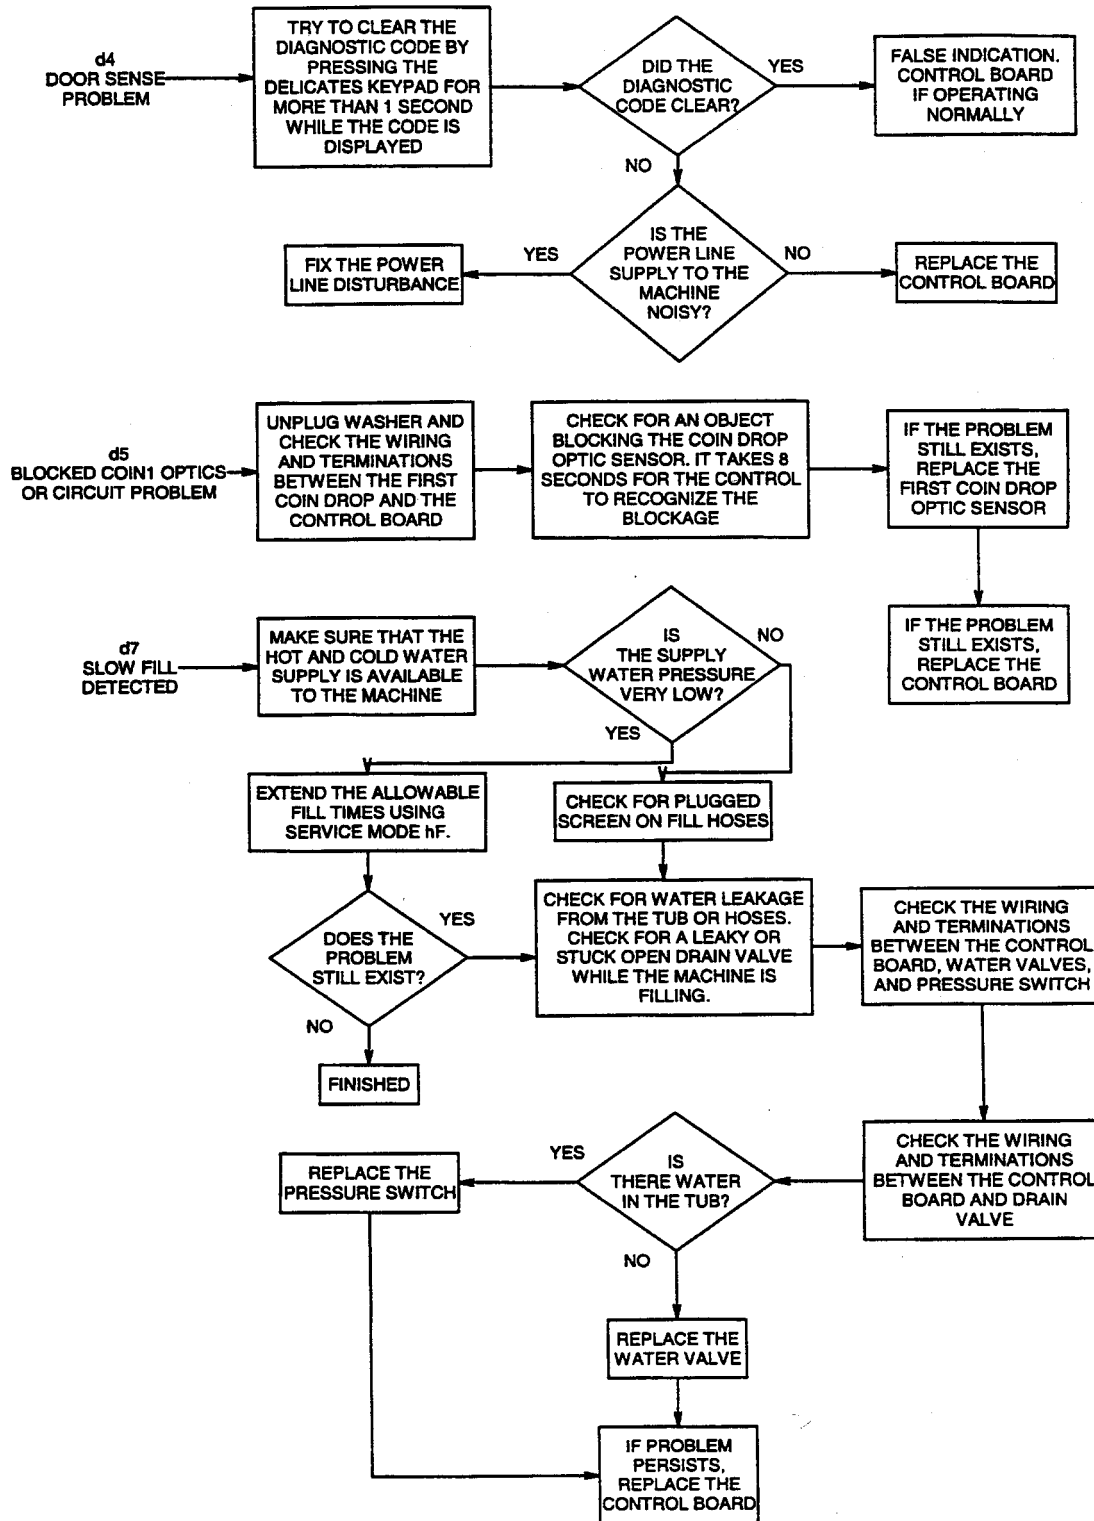 d4
DOOR SENSE
PROBLEM
TRY TO CLEAR THE
DIAGNOSTIC CODE BY
PRESSING THE
DELICATES KEYPAD FOR
MORE THAN 1 SECOND
WHILE THE CODE IS
DISPLAYED
DID THE
DIAGNOSTIC
CODE CLEAR?
YES
FALSE INDICATION.
CONTROL BOARD
IF OPERATING
NORMALLY
NO
IS THE
POWER LINE
SUPPLY TO THE
MACHINE
NOISY?
YES
FIX THE POWER
LINE DISTURBANCE
NO
REPLACE THE
CONTROL BOARD
d5
BLOCKED COIN1 OPTICS
OR CIRCUIT PROBLEM
UNPLUG WASHER AND
CHECK THE WIRING
AND TERMINATIONS
BETWEEN THE FIRST
COIN DROP AND THE
CONTROL BOARD
CHECK FOR AN OBJECT
BLOCKING THE COIN DROP
OPTIC SENSOR. IT TAKES 8
SECONDS FOR THE CONTROL
TO RECOGNIZE THE
BLOCKAGE
IF THE PROBLEM
STILL EXISTS,
REPLACE THE
FIRST COIN DROP
OPTIC SENSOR
IF THE PROBLEM
STILL EXISTS,
REPLACE THE
CONTROL BOARD
d7
SLOW FILL
DETECTED
MAKE SURE THAT THE
HOT AND COLD WATER
SUPPLY IS AVAILABLE
TO THE MACHINE
IS
THE SUPPLY
WATER PRESSURE
VERY LOW?
NO
YES
EXTEND THE ALLOWABLE
FILL TIMES USING
SERVICE MODE hF.
CHECK FOR PLUGGED
SCREEN ON FILL HOSES
DOES THE
PROBLEM
STILL EXIST?
YES
NO
FINISHED
CHECK FOR WATER LEAKAGE
FROM THE TUB OR HOSES.
CHECK FOR A LEAKY OR
STUCK OPEN DRAIN VALVE
WHILE THE MACHINE IS
FILLING.
CHECK THE WIRING
AND TERMINATIONS
BETWEEN THE CONTROL
BOARD, WATER VALVES,
AND PRESSURE SWITCH
CHECK THE WIRING
AND TERMINATIONS
BETWEEN THE CONTROL
BOARD AND DRAIN
VALVE
IS
THERE WATER
IN THE TUB?
YES
REPLACE THE
PRESSURE SWITCH
NO
REPLACE THE
WATER VALVE
IF PROBLEM
PERSISTS,
REPLACE THE
CONTROL BOARD